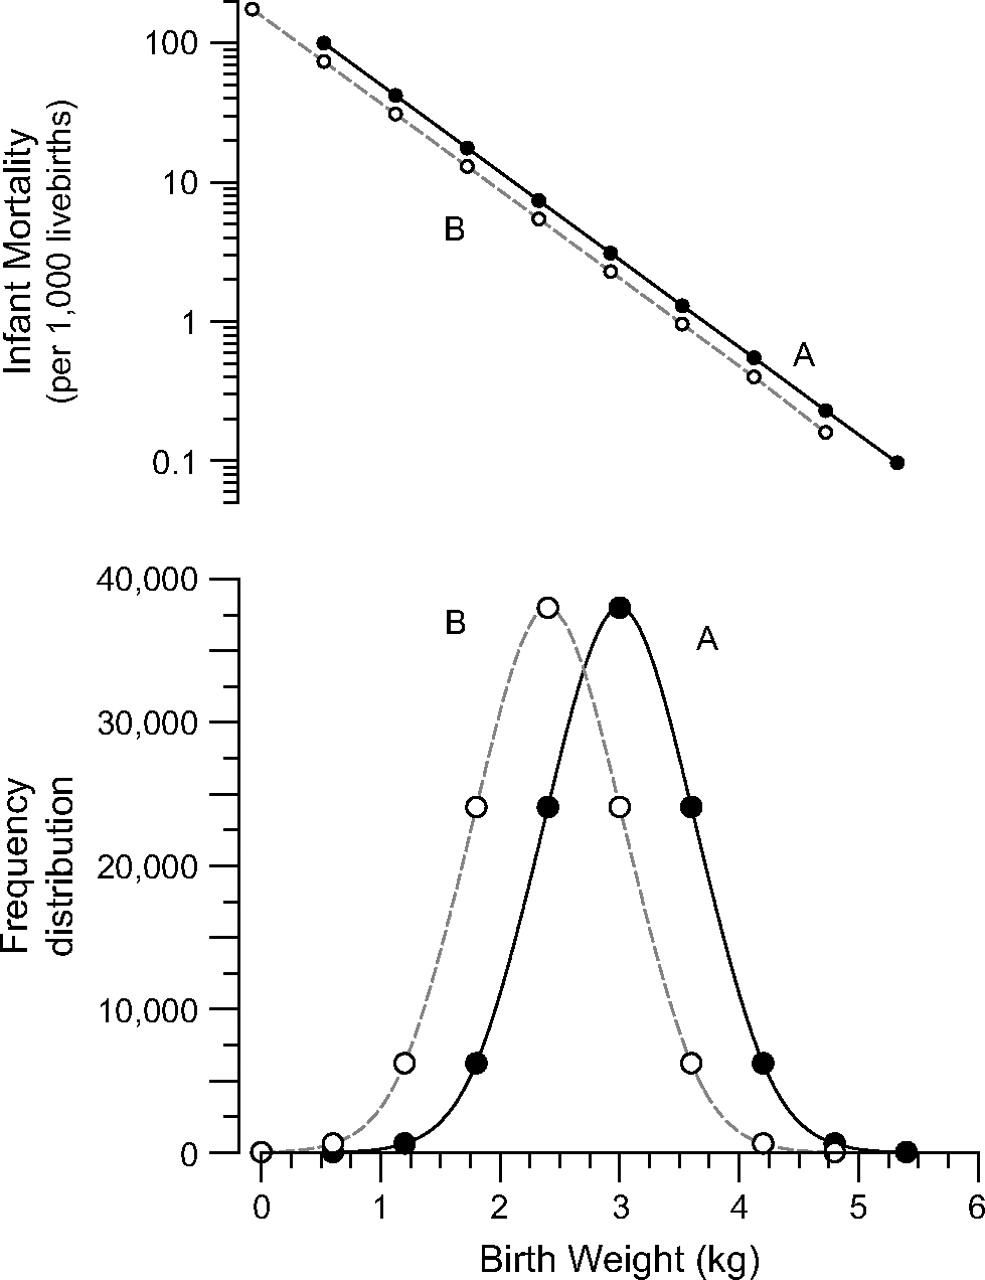 100
10
1
0.1
Infant Mortality
(per 1,000 livebirths)
B
A
40,000
30,000
20,000
10,000
0
Frequency
distribution
B
A
0 1 2 3 4 5 6
Birth Weight (kg)